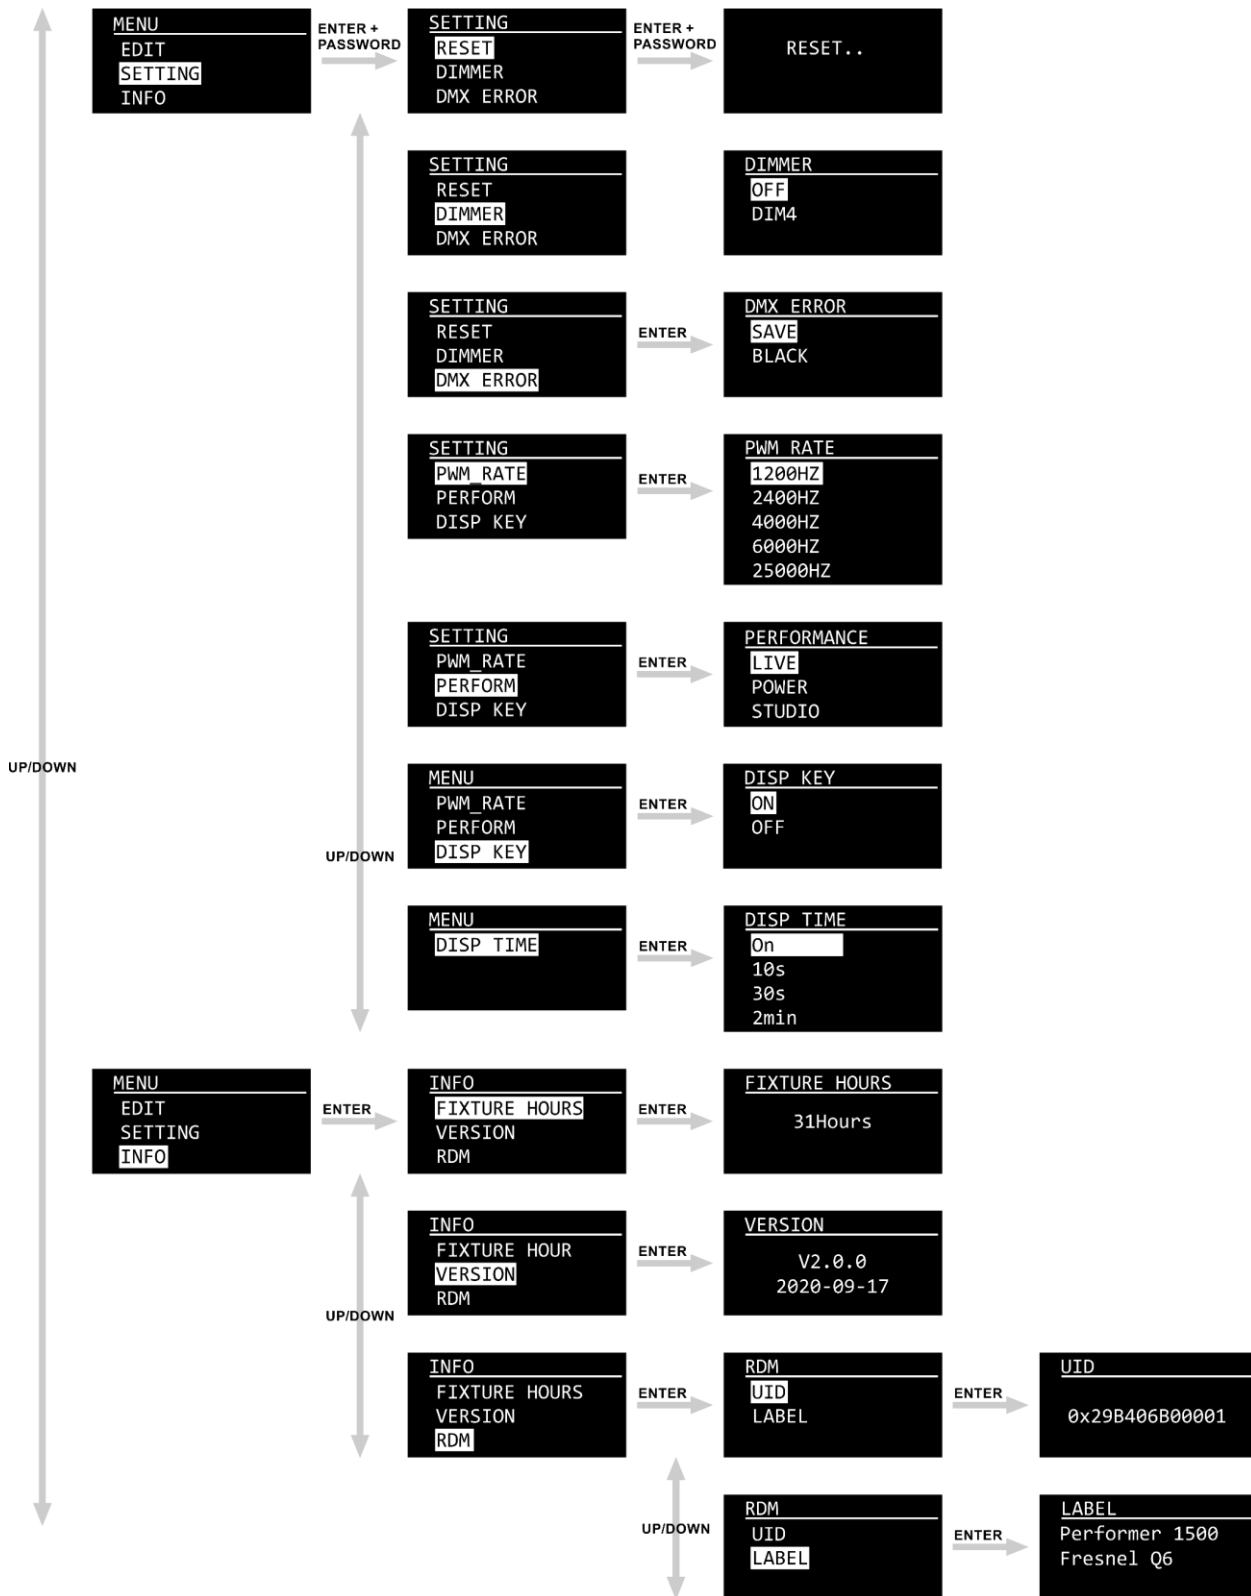 MENU
EDIT
SETTING
INFO
ENTER +
PASSWORD
SETTING
RESET
DIMMER
DMX ERROR
ENTER +
PASSWORD
RESET..
SETTING
RESET
DIMMER
DMX ERROR
DIMMER
OFF
DIM4
SETTING
RESET
DIMMER
DMX ERROR
ENTER
DMX ERROR
SAVE
BLACK
SETTING
PWM_RATE
PERFORM
DISP KEY
ENTER
PWM RATE
1200HZ
2400HZ
4000HZ
6000HZ
25000HZ
SETTING
PWM_RATE
PERFORM
DISP KEY
ENTER
PERFORMANCE
LIVE
POWER
STUDIO
UP/DOWN
MENU
PWM_RATE
PERFORM
DISP KEY
ENTER
DISP KEY
ON
OFF
UP/DOWN
MENU
DISP TIME
ENTER
DISP TIME
On
10s
30s
2min
MENU
EDIT
SETTING
INFO
ENTER
INFO
FIXTURE HOURS
VERSION
RDM
ENTER
FIXTURE HOURS
31Hours
INFO
FIXTURE HOUR
VERSION
RDM
ENTER
VERSION
V2.0.0
2020-09-17
UP/DOWN
INFO
FIXTURE HOURS
VERSION
RDM
ENTER
RDM
UID
LABEL
ENTER
UID
0x29B406B00001
UP/DOWN
RDM
UID
LABEL
ENTER
LABEL
Performer 1500
Fresnel Q6